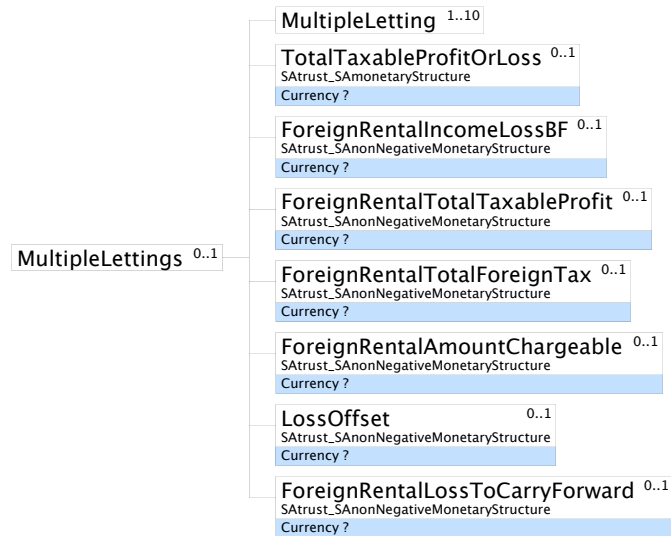 MultipleLetting 1..10
TotalTaxableProfitOrLoss 0..1
SAtrust_SAmonetaryStructure
Currency ?
ForeignRentalIncomeLossBF 0..1
SAtrust_SAnonNegativeMonetaryStructure
Currency ?
ForeignRentalTotalTaxableProfit 0..1
SAtrust_SAnonNegativeMonetaryStructure
Currency ?
MultipleLettings 0..1
ForeignRentalTotalForeignTax 0..1
SAtrust_SAnonNegativeMonetaryStructure
Currency ?
ForeignRentalAmountChargeable 0..1
SAtrust_SAnonNegativeMonetaryStructure
Currency ?
LossOffset 0..1
SAtrust_SAnonNegativeMonetaryStructure
Currency ?
ForeignRentalLossToCarryForward 0..1
SAtrust_SAnonNegativeMonetaryStructure
Currency ?